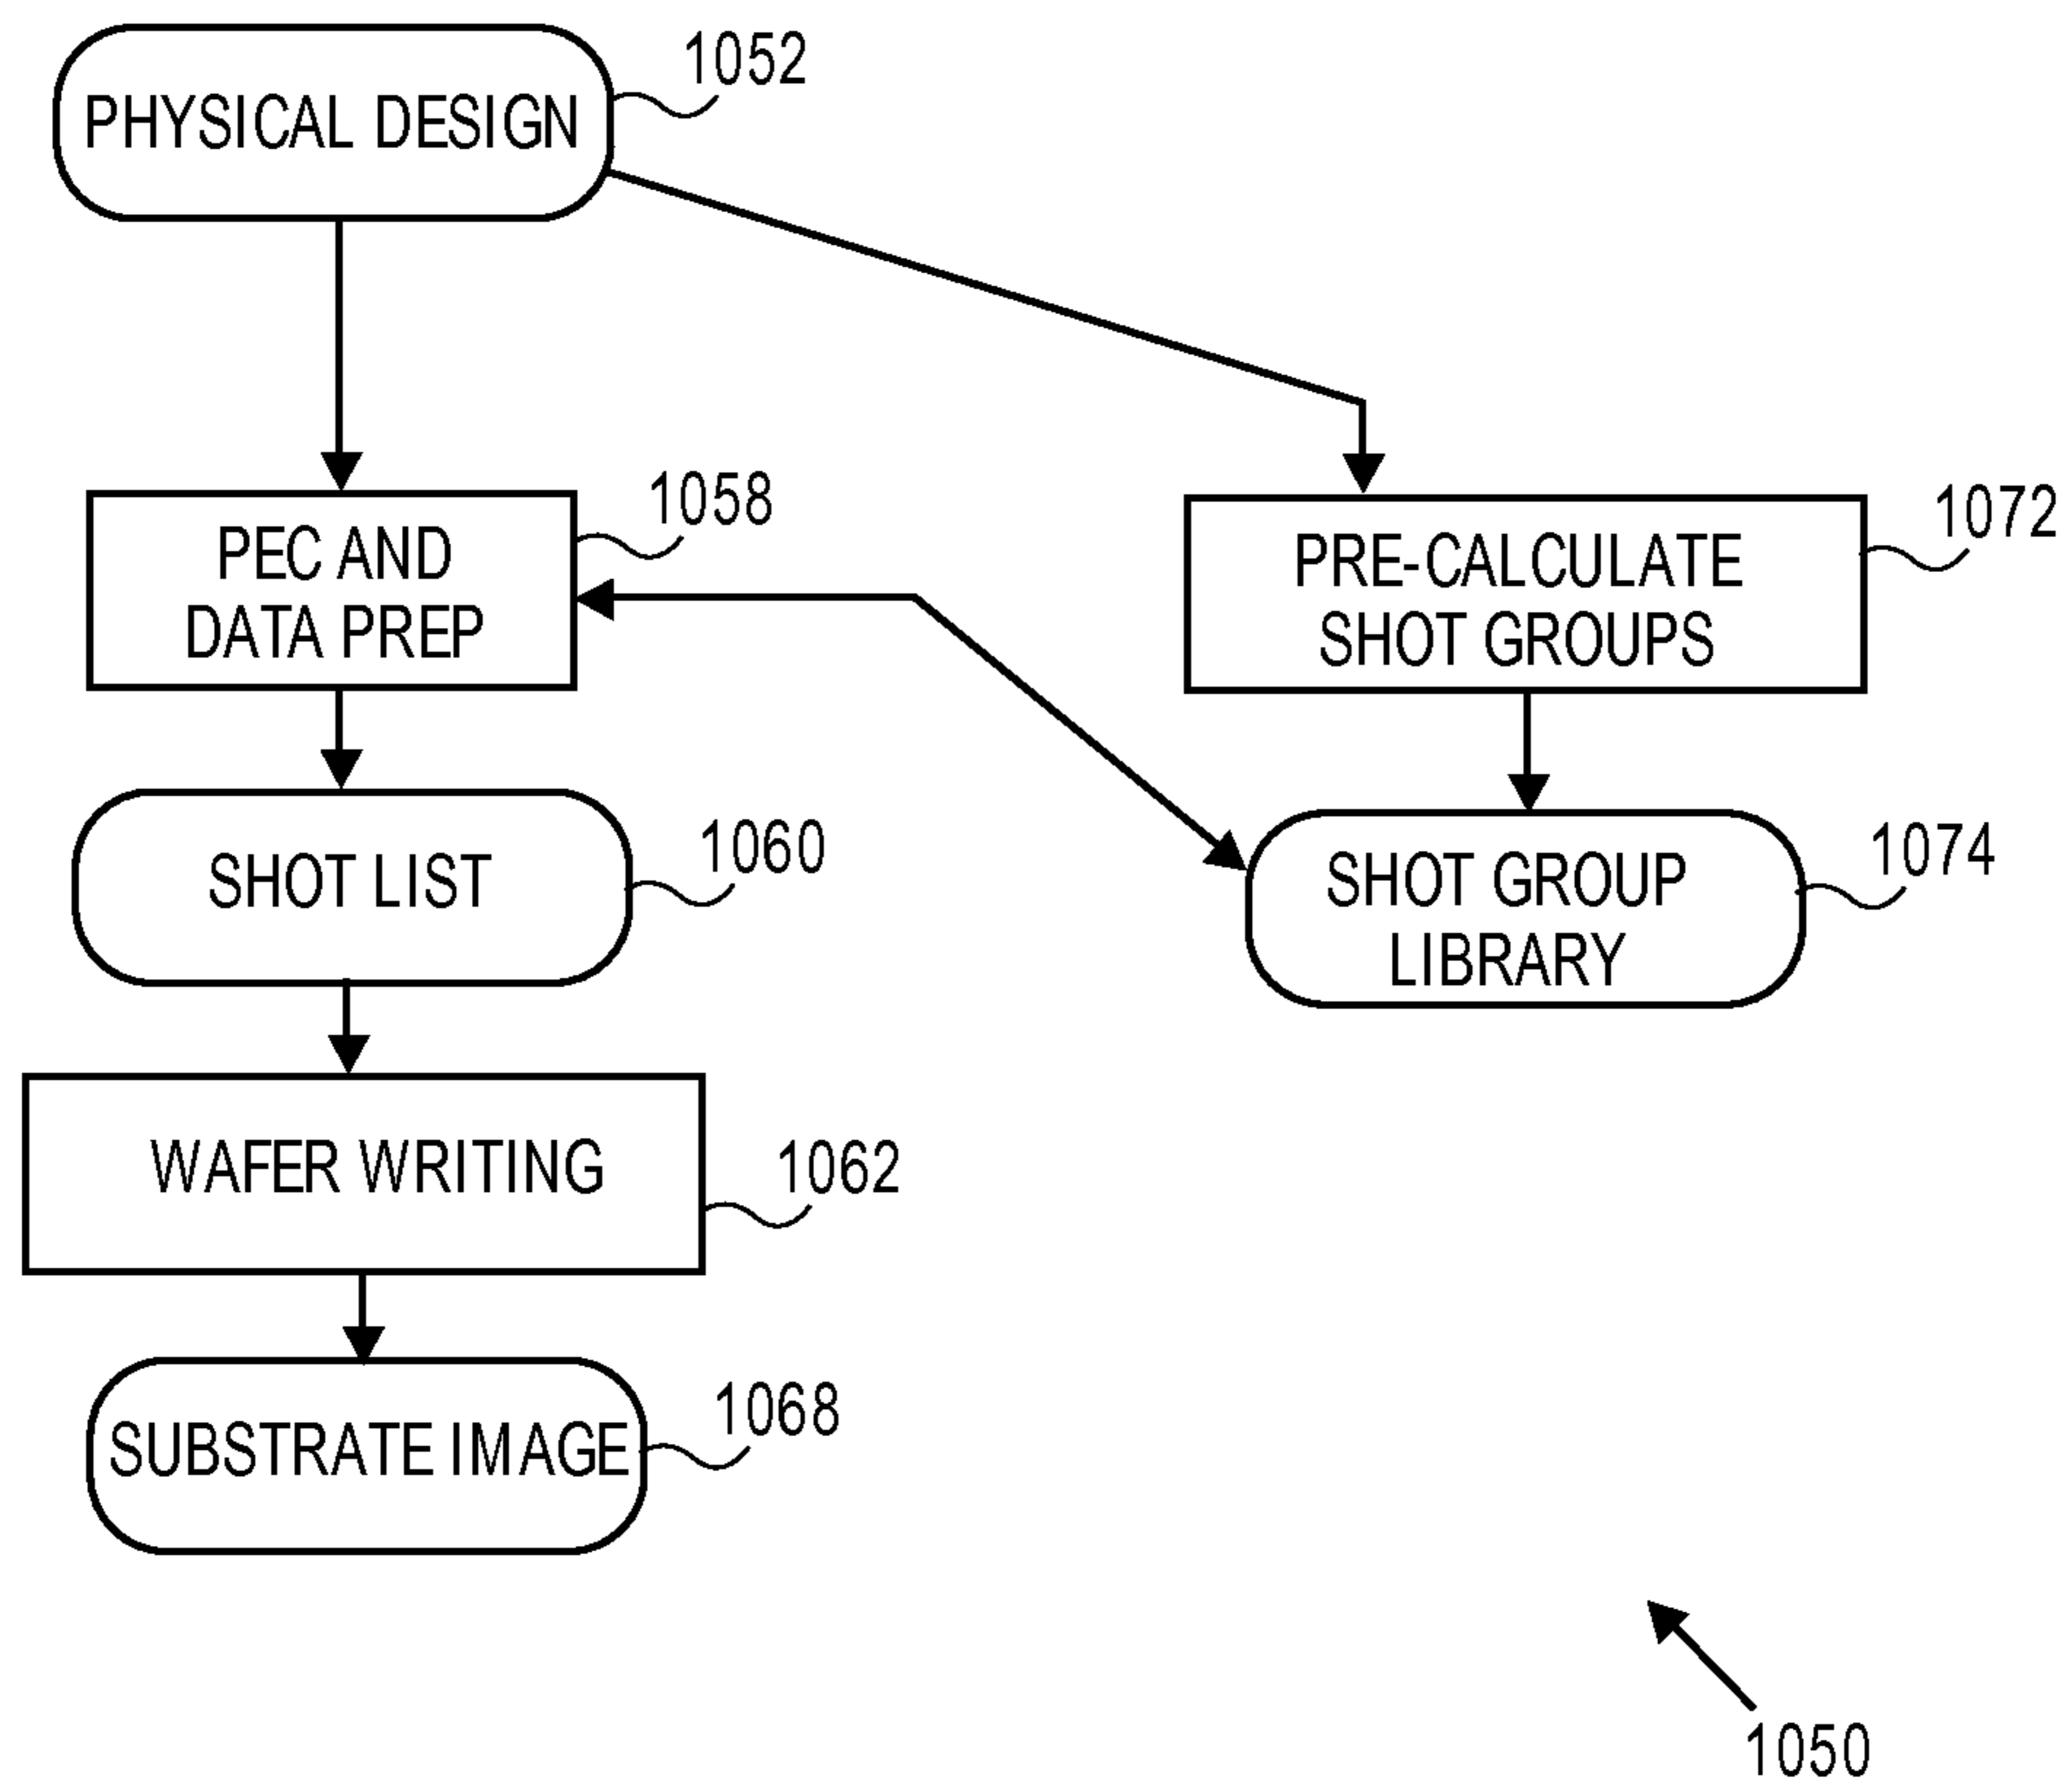 PHYSICAL DESIGN
1052
PEC AND
DATA PREP
1058
PRE-CALCULATE
SHOT GROUPS
1072
SHOT LIST
1060
SHOT GROUP
LIBRARY
1074
WAFER WRITING
1062
SUBSTRATE IMAGE
1068
1050